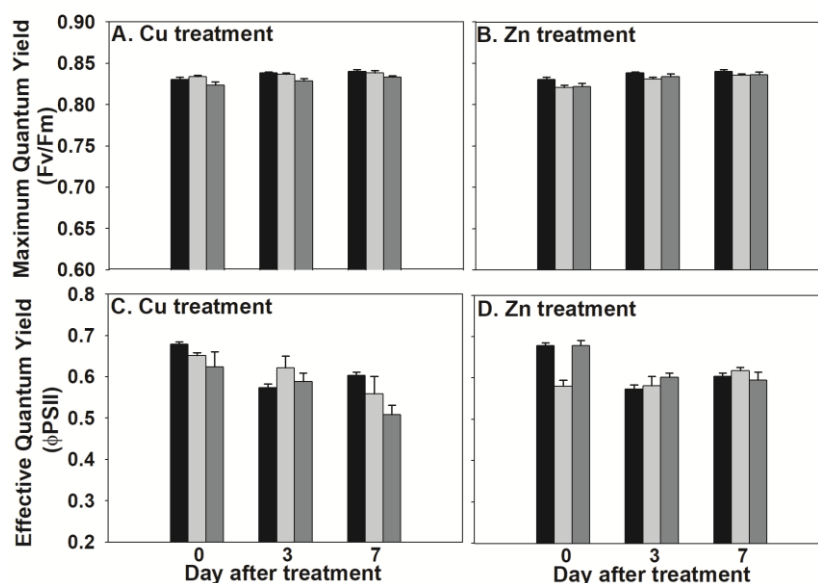 A. Cu treatment
B. Zn treatment
Maximum Quantum Yield
(Fv/Fm)
0.90
0.85
0.80
0.75
0.70
0.65
0.60
C. Cu treatment
D. Zn treatment
Effective Quantum Yield
(ϕPSII)
0.8
0.7
0.6
0.5
0.4
0.3
0.2
0 3 7
0 3 7
Day after treatment
Day after treatment